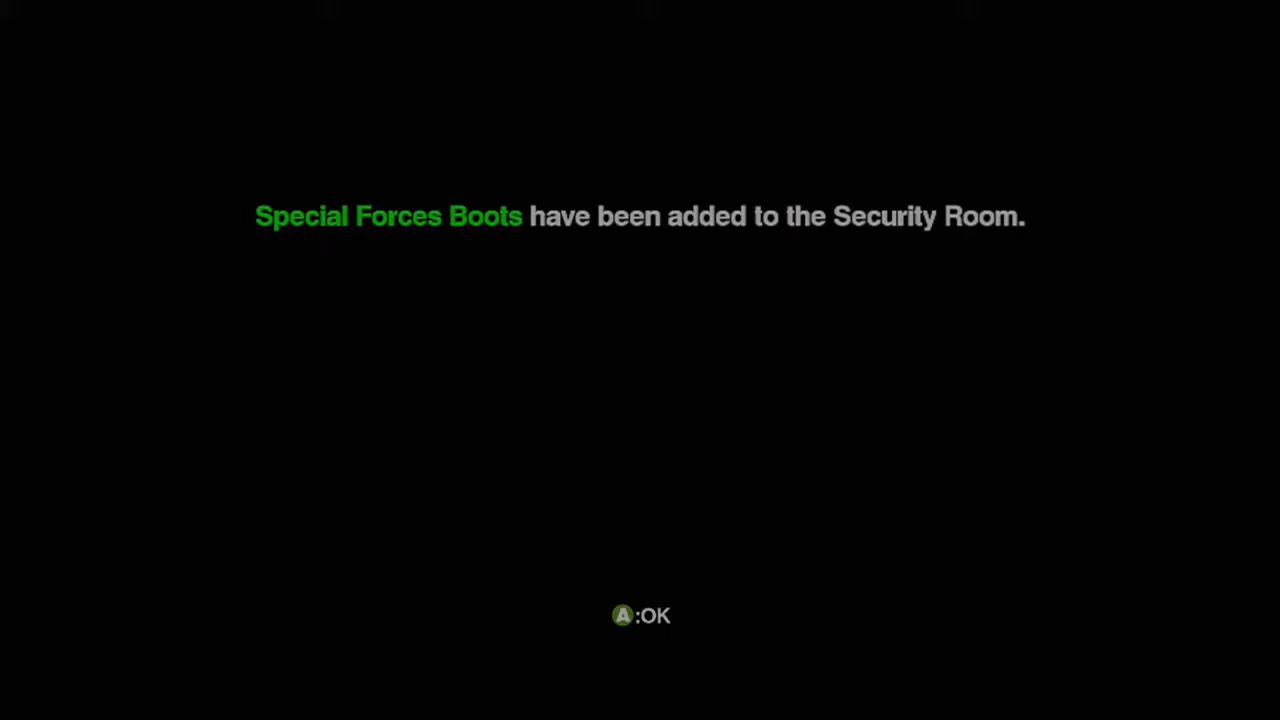 Special Forces Boots have been added to the Security Room.
A:OK